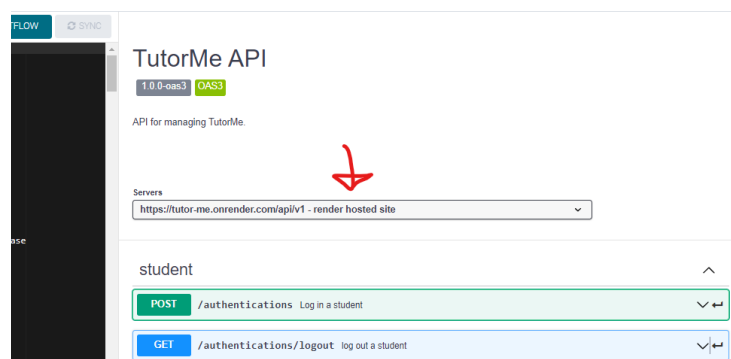 TFLOW SYNC
TutorMe API
1.0.0-oas3 OAS3
API for managing TutorMe.
Servers
https://tutor-me.onrender.com/api/v1 - render hosted site
ase
student
POST /authentications Log in a student
GET /authentications/logout log out a student